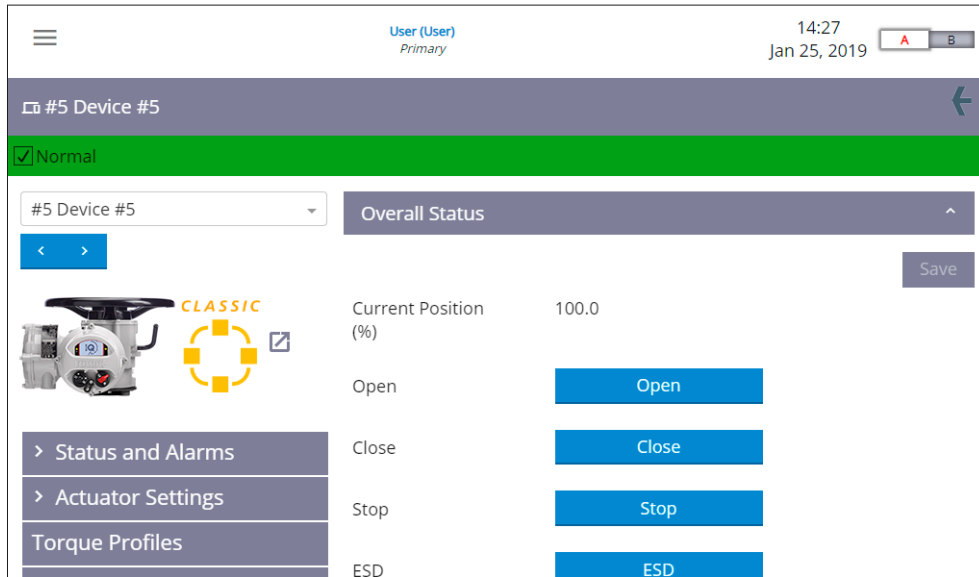 User (User)
Primary
14:27
Jan 25, 2019
A
B
#5 Device #5
Normal
#5 Device #5
Overall Status
Save
CLASSIC
IQ
Current Position
(%)
100.0
Open
Open
Close
Close
Stop
Stop
ESD
ESD
Status and Alarms
Actuator Settings
Torque Profiles